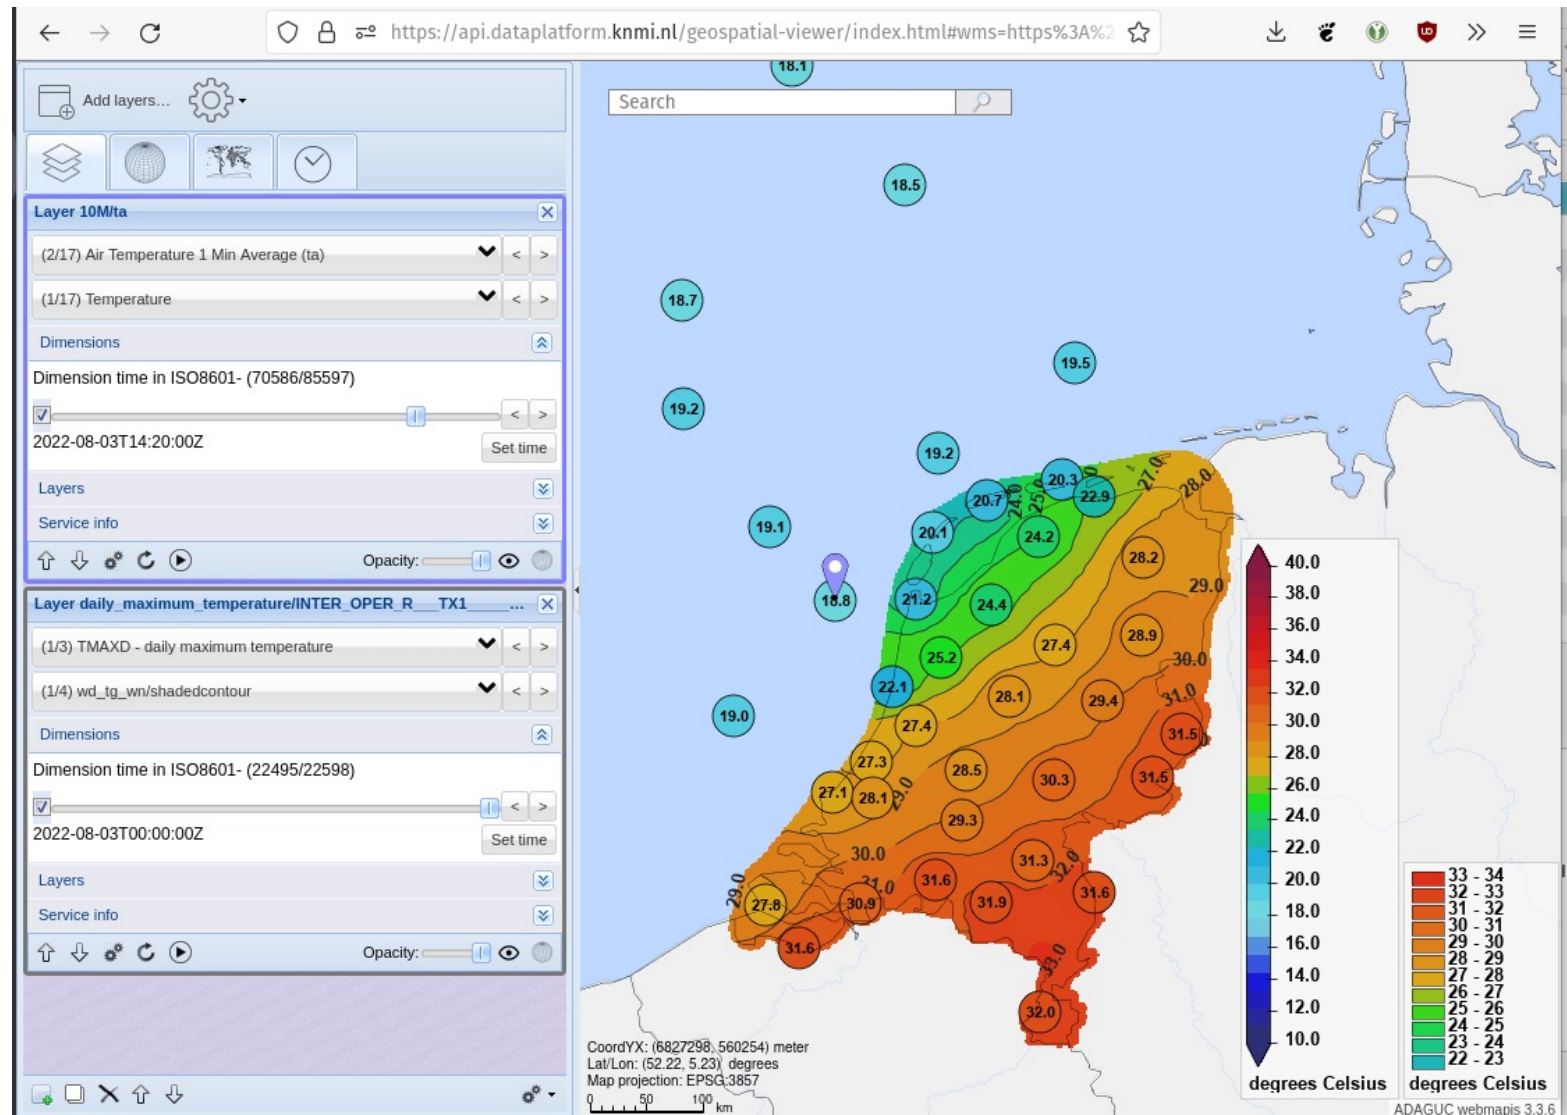 https://api.dataplatform.knmi.nl/geospatial-viewer/index.html#wms=https%3A%2
Add layers...
Search
Layer 10M/ta
(2/17) Air Temperature 1 Min Average (ta)
< >
(1/17) Temperature
< >
Dimensions
Dimension time in ISO8601- (70586/85597)
< >
2022-08-03T14:20:00Z
Set time
Layers
Service info
Opacity:
Layer daily_maximum_temperature/INTER_OPER_R___TX1_____...
(1/3) TMAXD - daily maximum temperature
< >
(1/4) wd_tg_wn/shadedcontour
< >
Dimensions
Dimension time in ISO8601- (22495/22598)
< >
2022-08-03T00:00:00Z
Set time
Layers
Service info
Opacity:
18.1
18.5
18.7
19.5
19.2
19.2
20.3
27.0
28.0
20.7
24.0
25.0
22.9
19.1
20.1
24.2
28.2
18.8
21.2
24.4
29.0
25.2
27.4
28.9
30.0
22.1
28.1
29.4
31.0
19.0
27.4
31.5
27.3
28.5
30.3
31.5
27.1
28.1
29.0
29.3
30.0
31.3
32.0
29.0
27.8
31.0
30.9
31.6
31.9
31.6
31.6
33.0
32.0
40.0
38.0
36.0
34.0
32.0
30.0
28.0
26.0
24.0
22.0
20.0
18.0
16.0
14.0
12.0
10.0
degrees Celsius
33 - 34
32 - 33
31 - 32
30 - 31
29 - 30
28 - 29
27 - 28
26 - 27
25 - 26
24 - 25
23 - 24
22 - 23
degrees Celsius
CoordYX: (6827298, 560254) meter
Lat/Lon: (52.22, 5.23) degrees
Map projection: EPSG:3857
0 50 100 km
ADAGUC webmapjs 3.3.6